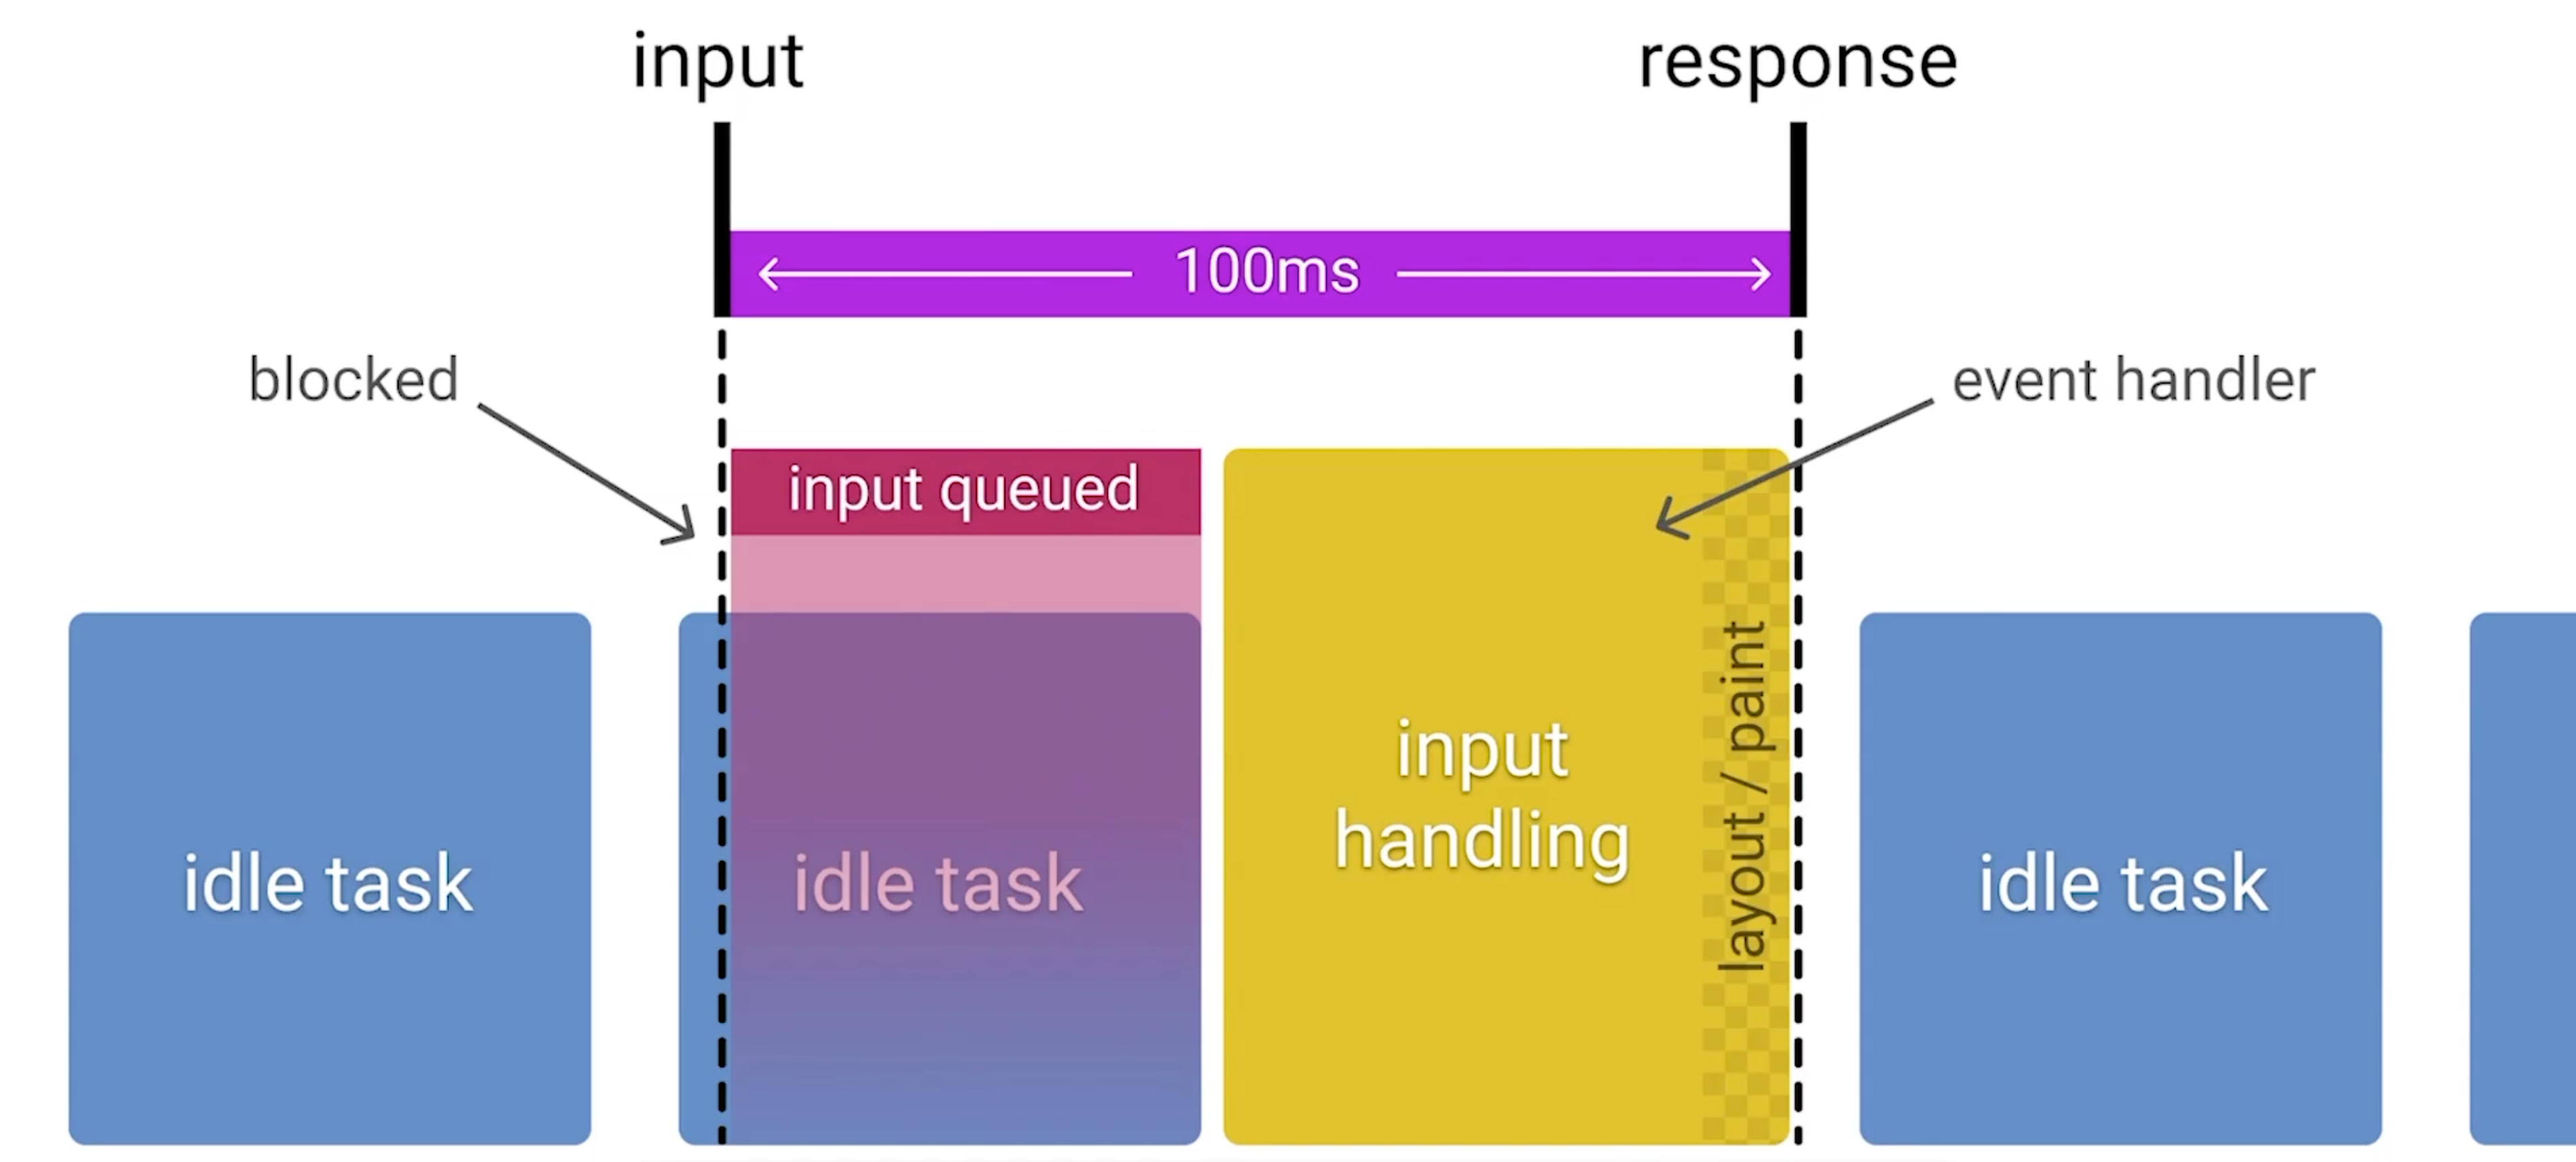 input
response
100ms
blocked
event handler
input queued
idle task
idle task
input
handling
layout / paint
idle task